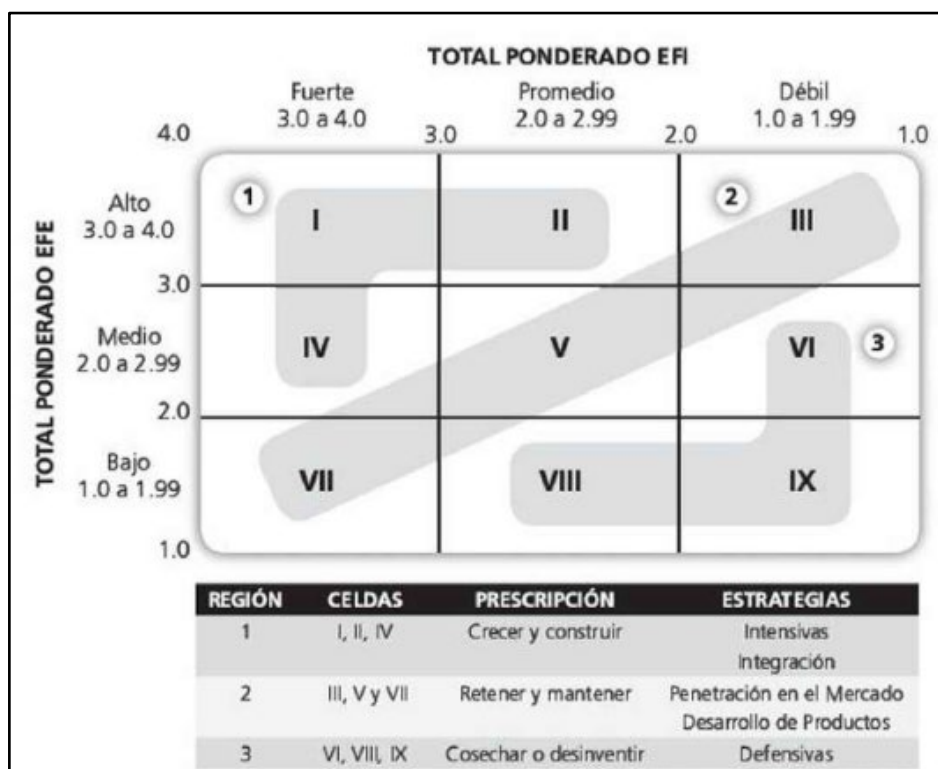 TOTAL PONDERADO EFI
Fuerte Promedio Débil
3.0 a 4.0 2.0 a 2.99 1.0 a 1.99
4.0 3.0 2.0 1.0
TOTAL PONDERADO EFE
Alto
3.0 a 4.0
1 I II 2 III
3.0
Medio
2.0 a 2.99
IV V VI 3
2.0
Bajo
1.0 a 1.99
VII VIII IX
1.0
REGIÓN CELDAS PRESCRIPCIÓN ESTRATEGIAS
1 I, II, IV Crecer y construir Intensivas
Integración
2 III, V y VII Retener y mantener Penetración en el Mercado
Desarrollo de Productos
3 VI, VIII, IX Cosechar o desinventir Defensivas